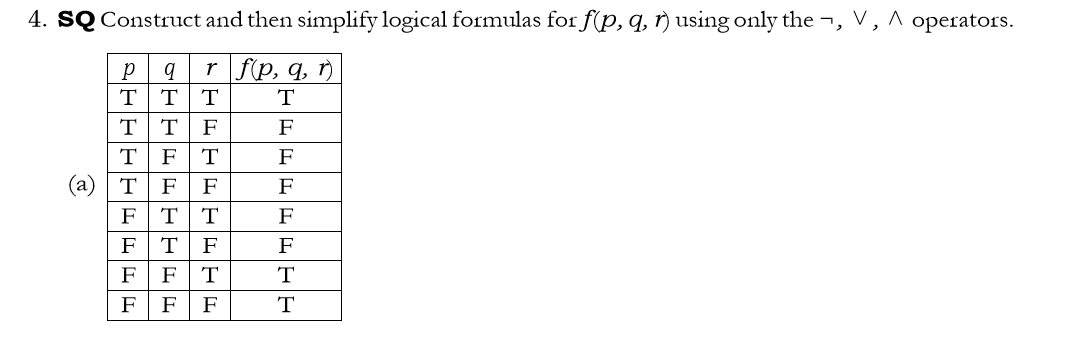 4. SQ Construct and then simplify logical formulas for f(p, q, r) using only the ¬, ∨, ∧ operators.
p q r f(p, q, r)
T T T T
T T F F
T F T F
(a) T F F F
F T T F
F T F F
F F T T
F F F T